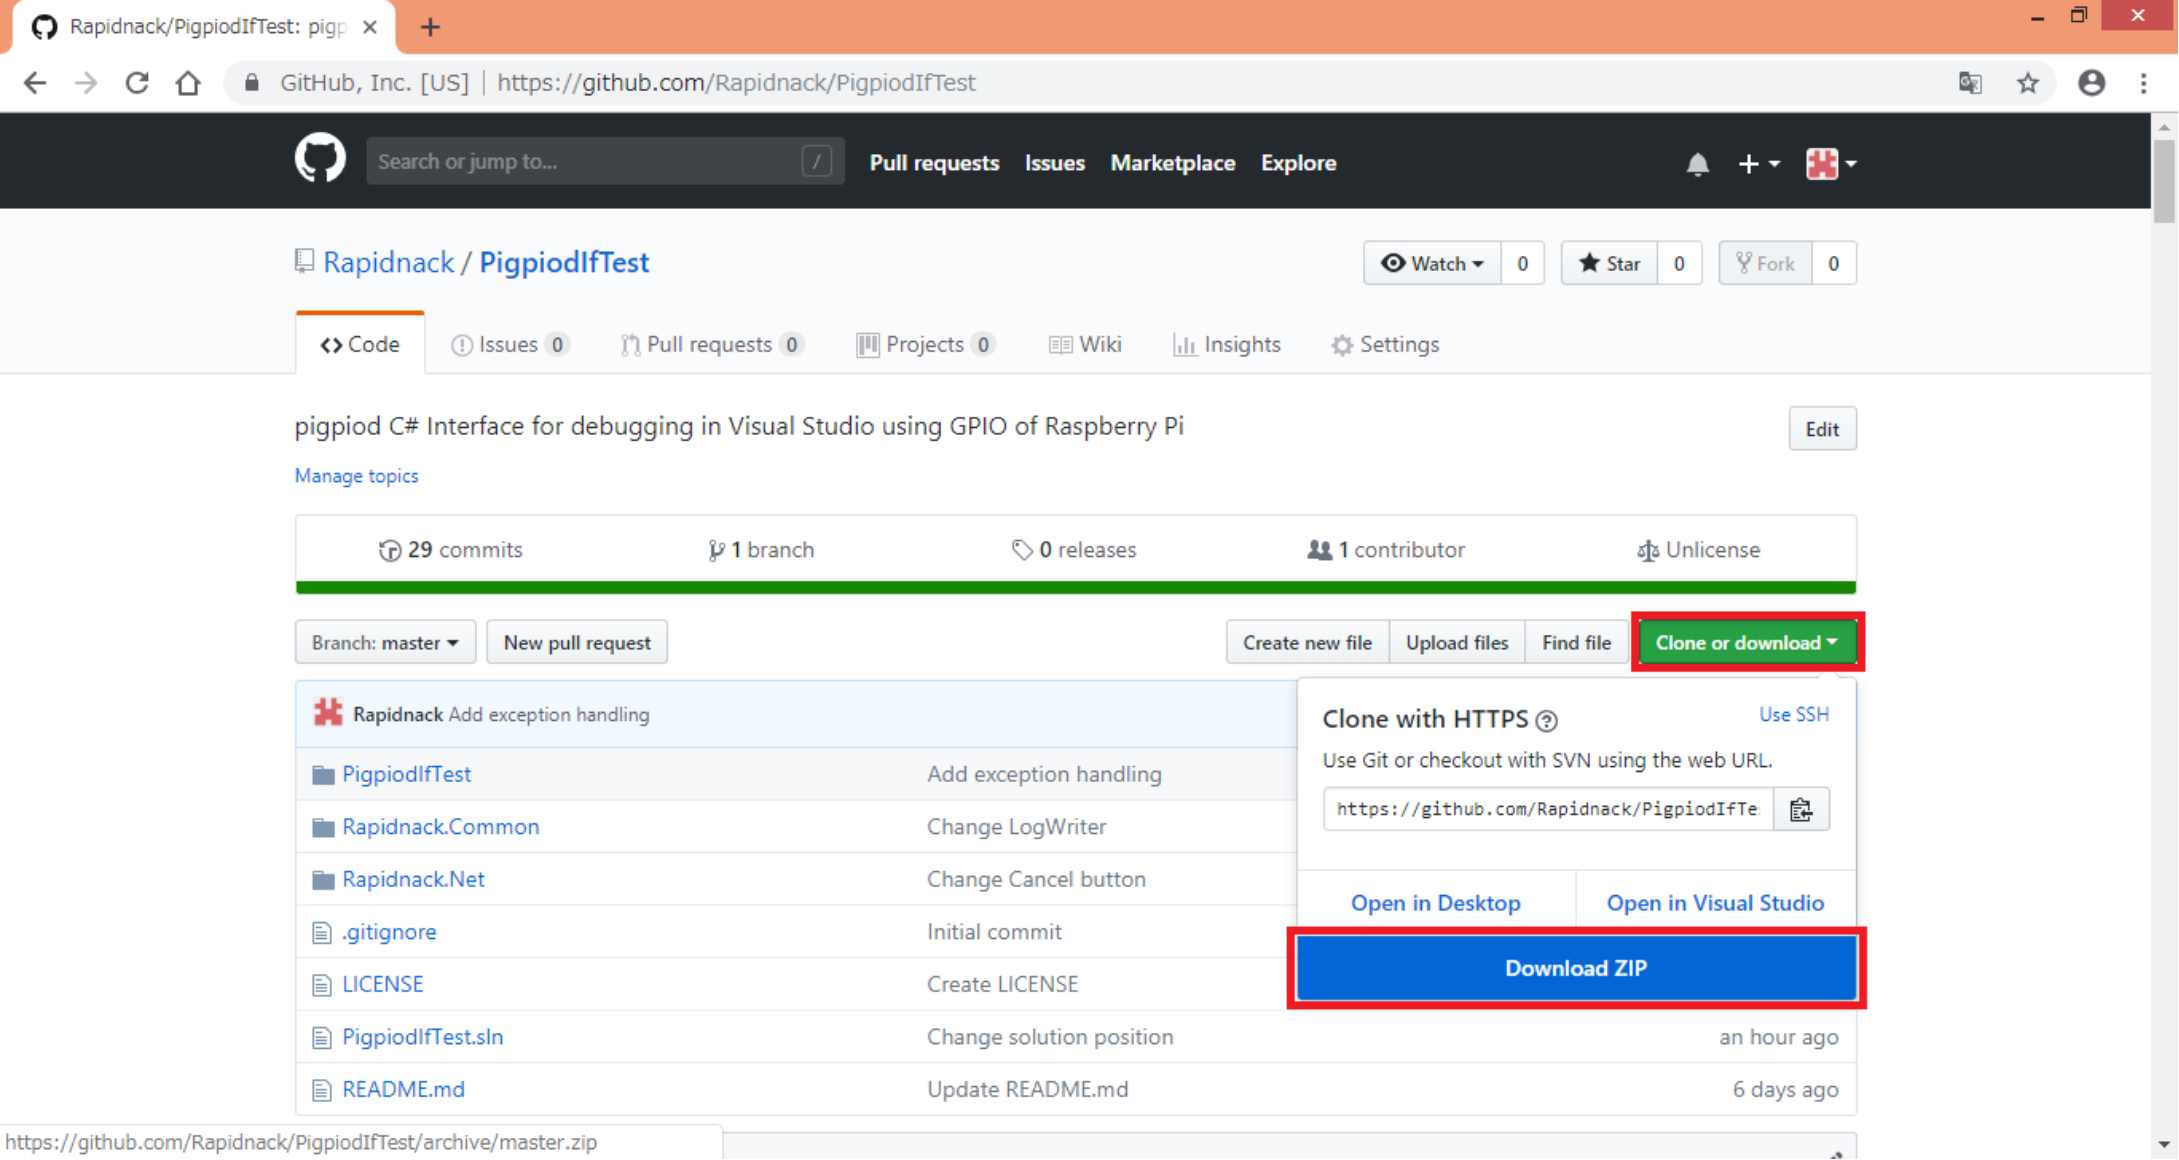 Rapidnack/PigpiodIfTest: pigp
GitHub, Inc. [US] | https://github.com/Rapidnack/PigpiodIfTest
Search or jump to... /
Pull requests Issues Marketplace Explore
Rapidnack / PigpiodIfTest
Watch 0 Star 0 Fork 0
Code Issues 0 Pull requests 0 Projects 0 Wiki Insights Settings
pigpiod C# Interface for debugging in Visual Studio using GPIO of Raspberry Pi
Edit
Manage topics
29 commits 1 branch 0 releases 1 contributor Unlicense
Branch: master New pull request Create new file Upload files Find file Clone or download
Rapidnack Add exception handling
Clone with HTTPS Use SSH
Use Git or checkout with SVN using the web URL.
https://github.com/Rapidnack/PigpiodIfTe
Open in Desktop Open in Visual Studio
Download ZIP
PigpiodIfTest Add exception handling
Rapidnack.Common Change LogWriter
Rapidnack.Net Change Cancel button
.gitignore Initial commit
LICENSE Create LICENSE
PigpiodIfTest.sln Change solution position an hour ago
README.md Update README.md 6 days ago
https://github.com/Rapidnack/PigpiodIfTest/archive/master.zip